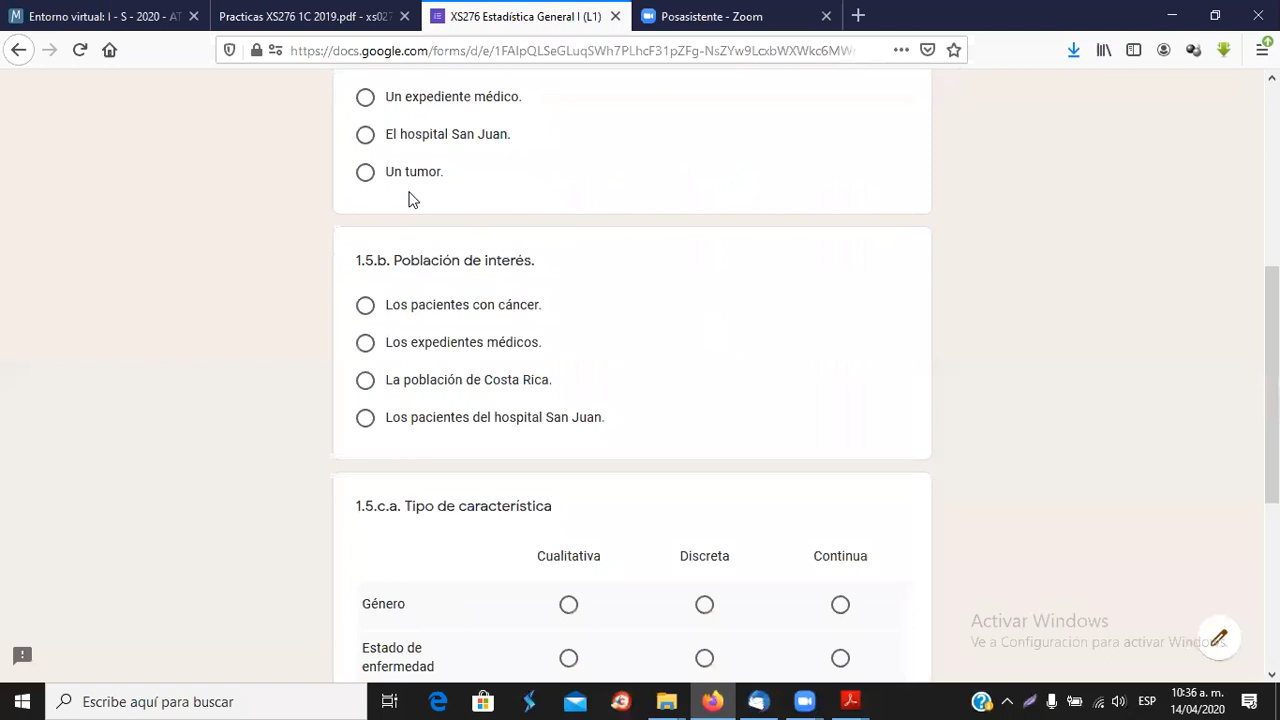 Entorno virtual: I - S - 2020 - AT
Practicas XS276 1C 2019.pdf - xs027
XS276 Estadística General I (L1)
Posasistente - Zoom
https://docs.google.com/forms/d/e/1FAIpQLSeGLuqSWh7PLhcF31pZFg-NsZYw9LcxbWXWkc6MW
Un expediente médico.
El hospital San Juan.
Un tumor.
1.5.b. Población de interés.
Los pacientes con cáncer.
Los expedientes médicos.
La población de Costa Rica.
Los pacientes del hospital San Juan.
1.5.c.a. Tipo de característica
Cualitativa Discreta Continua
Género
Estado de
enfermedad
Activar Windows
Ve a Configuración para activar Windows.
Escribe aquí para buscar
ESP
10:36 a. m.
14/04/2020